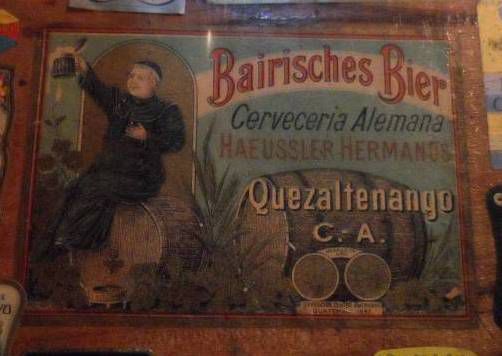 Bairisches Bier
Cerveceria Alemana
HAEUSSLER HERMANOS
Quezaltenango
C. A.